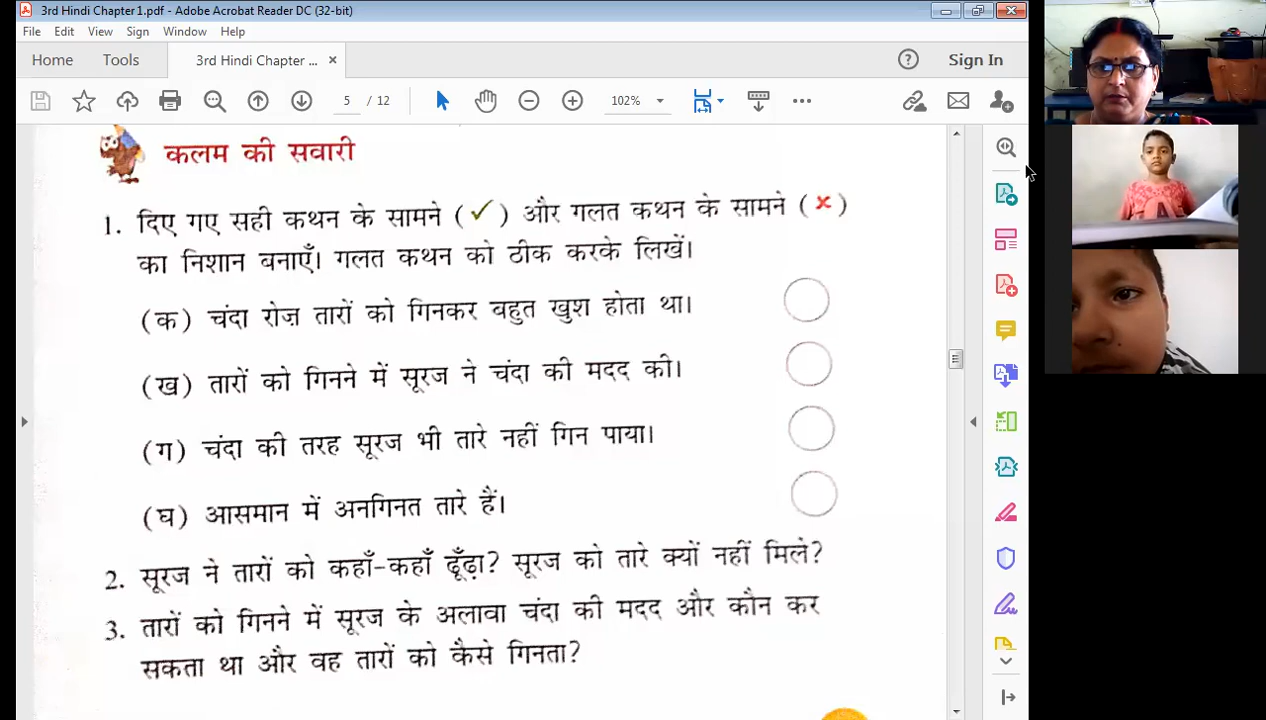 3rd Hindi Chapter 1.pdf - Adobe Acrobat Reader DC (32-bit)
File Edit View Sign Window Help
Home Tools 3rd Hindi Chapter ... × Sign In
5 / 12 102%
कलम की सवारी
1. दिए गए सही कथन के सामने (✓) और गलत कथन के सामने (×)
का निशान बनाएँ। गलत कथन को ठीक करके लिखें।
(क) चंदा रोज़ तारों को गिनकर बहुत खुश होता था।
(ख) तारों को गिनने में सूरज ने चंदा की मदद की।
(ग) चंदा की तरह सूरज भी तारे नहीं गिन पाया।
(घ) आसमान में अनगिनत तारे हैं।
2. सूरज ने तारों को कहाँ-कहाँ ढूँढ़ा? सूरज को तारे क्यों नहीं मिले?
3. तारों को गिनने में सूरज के अलावा चंदा की मदद और कौन कर
सकता था और वह तारों को कैसे गिनता?